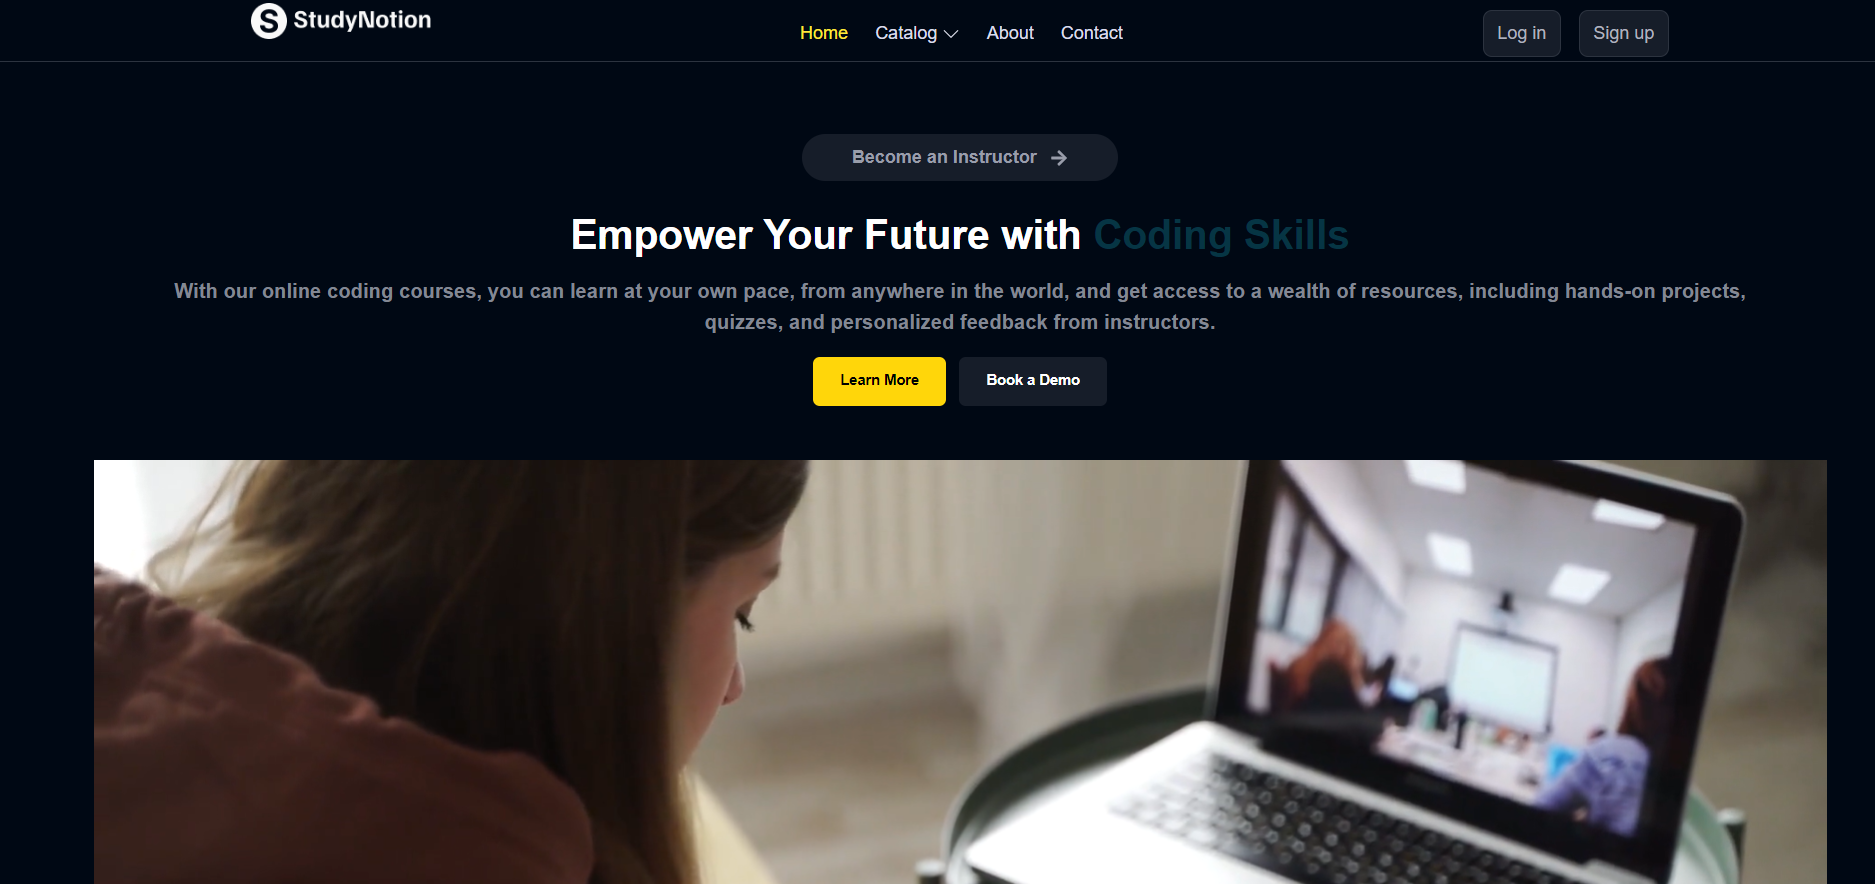 StudyNotion
Home Catalog About Contact
Log in Sign up
Become an Instructor
Empower Your Future with Coding Skills
With our online coding courses, you can learn at your own pace, from anywhere in the world, and get access to a wealth of resources, including hands-on projects,
quizzes, and personalized feedback from instructors.
Learn More Book a Demo